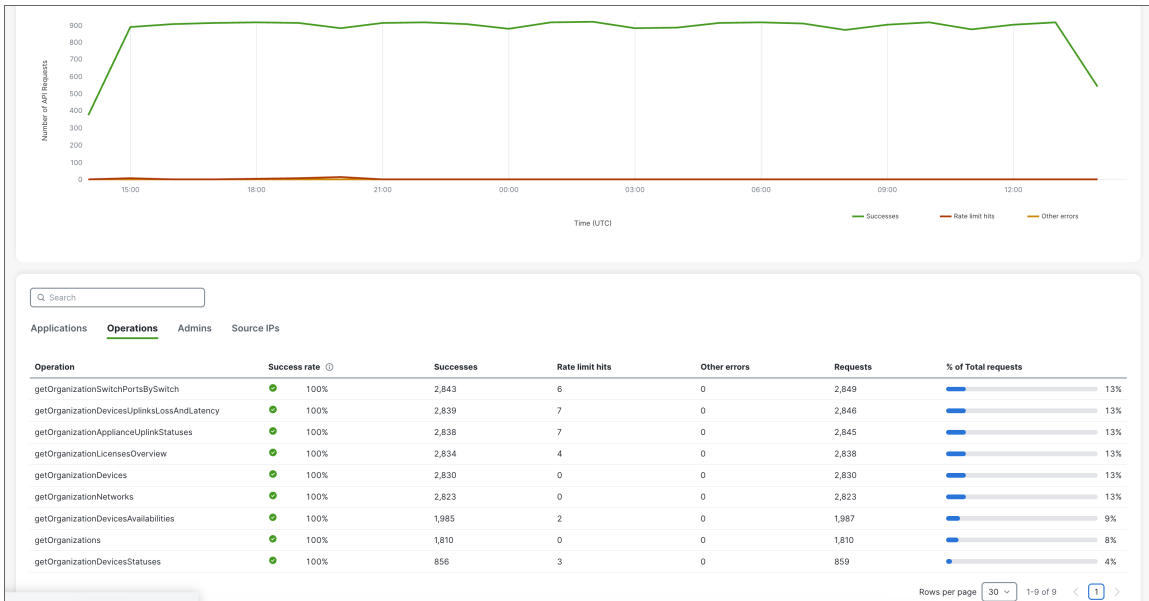 900
800
700
600
500
400
300
200
100
0
Number of API Requests
15:00 18:00 21:00 00:00 03:00 06:00 09:00 12:00
Time (UTC)
Successes Rate limit hits Other errors
Search
Applications Operations Admins Source IPs
Operation Success rate Successes Rate limit hits Other errors Requests % of Total requests
getOrganizationSwitchPortsBySwitch 100% 2,843 6 0 2,849 13%
getOrganizationDevicesUplinksLossAndLatency 100% 2,839 7 0 2,846 13%
getOrganizationApplianceUplinkStatuses 100% 2,838 7 0 2,845 13%
getOrganizationLicensesOverview 100% 2,834 4 0 2,838 13%
getOrganizationDevices 100% 2,830 0 0 2,830 13%
getOrganizationNetworks 100% 2,823 0 0 2,823 13%
getOrganizationDevicesAvailabilities 100% 1,985 2 0 1,987 9%
getOrganizations 100% 1,810 0 0 1,810 8%
getOrganizationDevicesStatuses 100% 856 3 0 859 4%
Rows per page 30 1-9 of 9 1